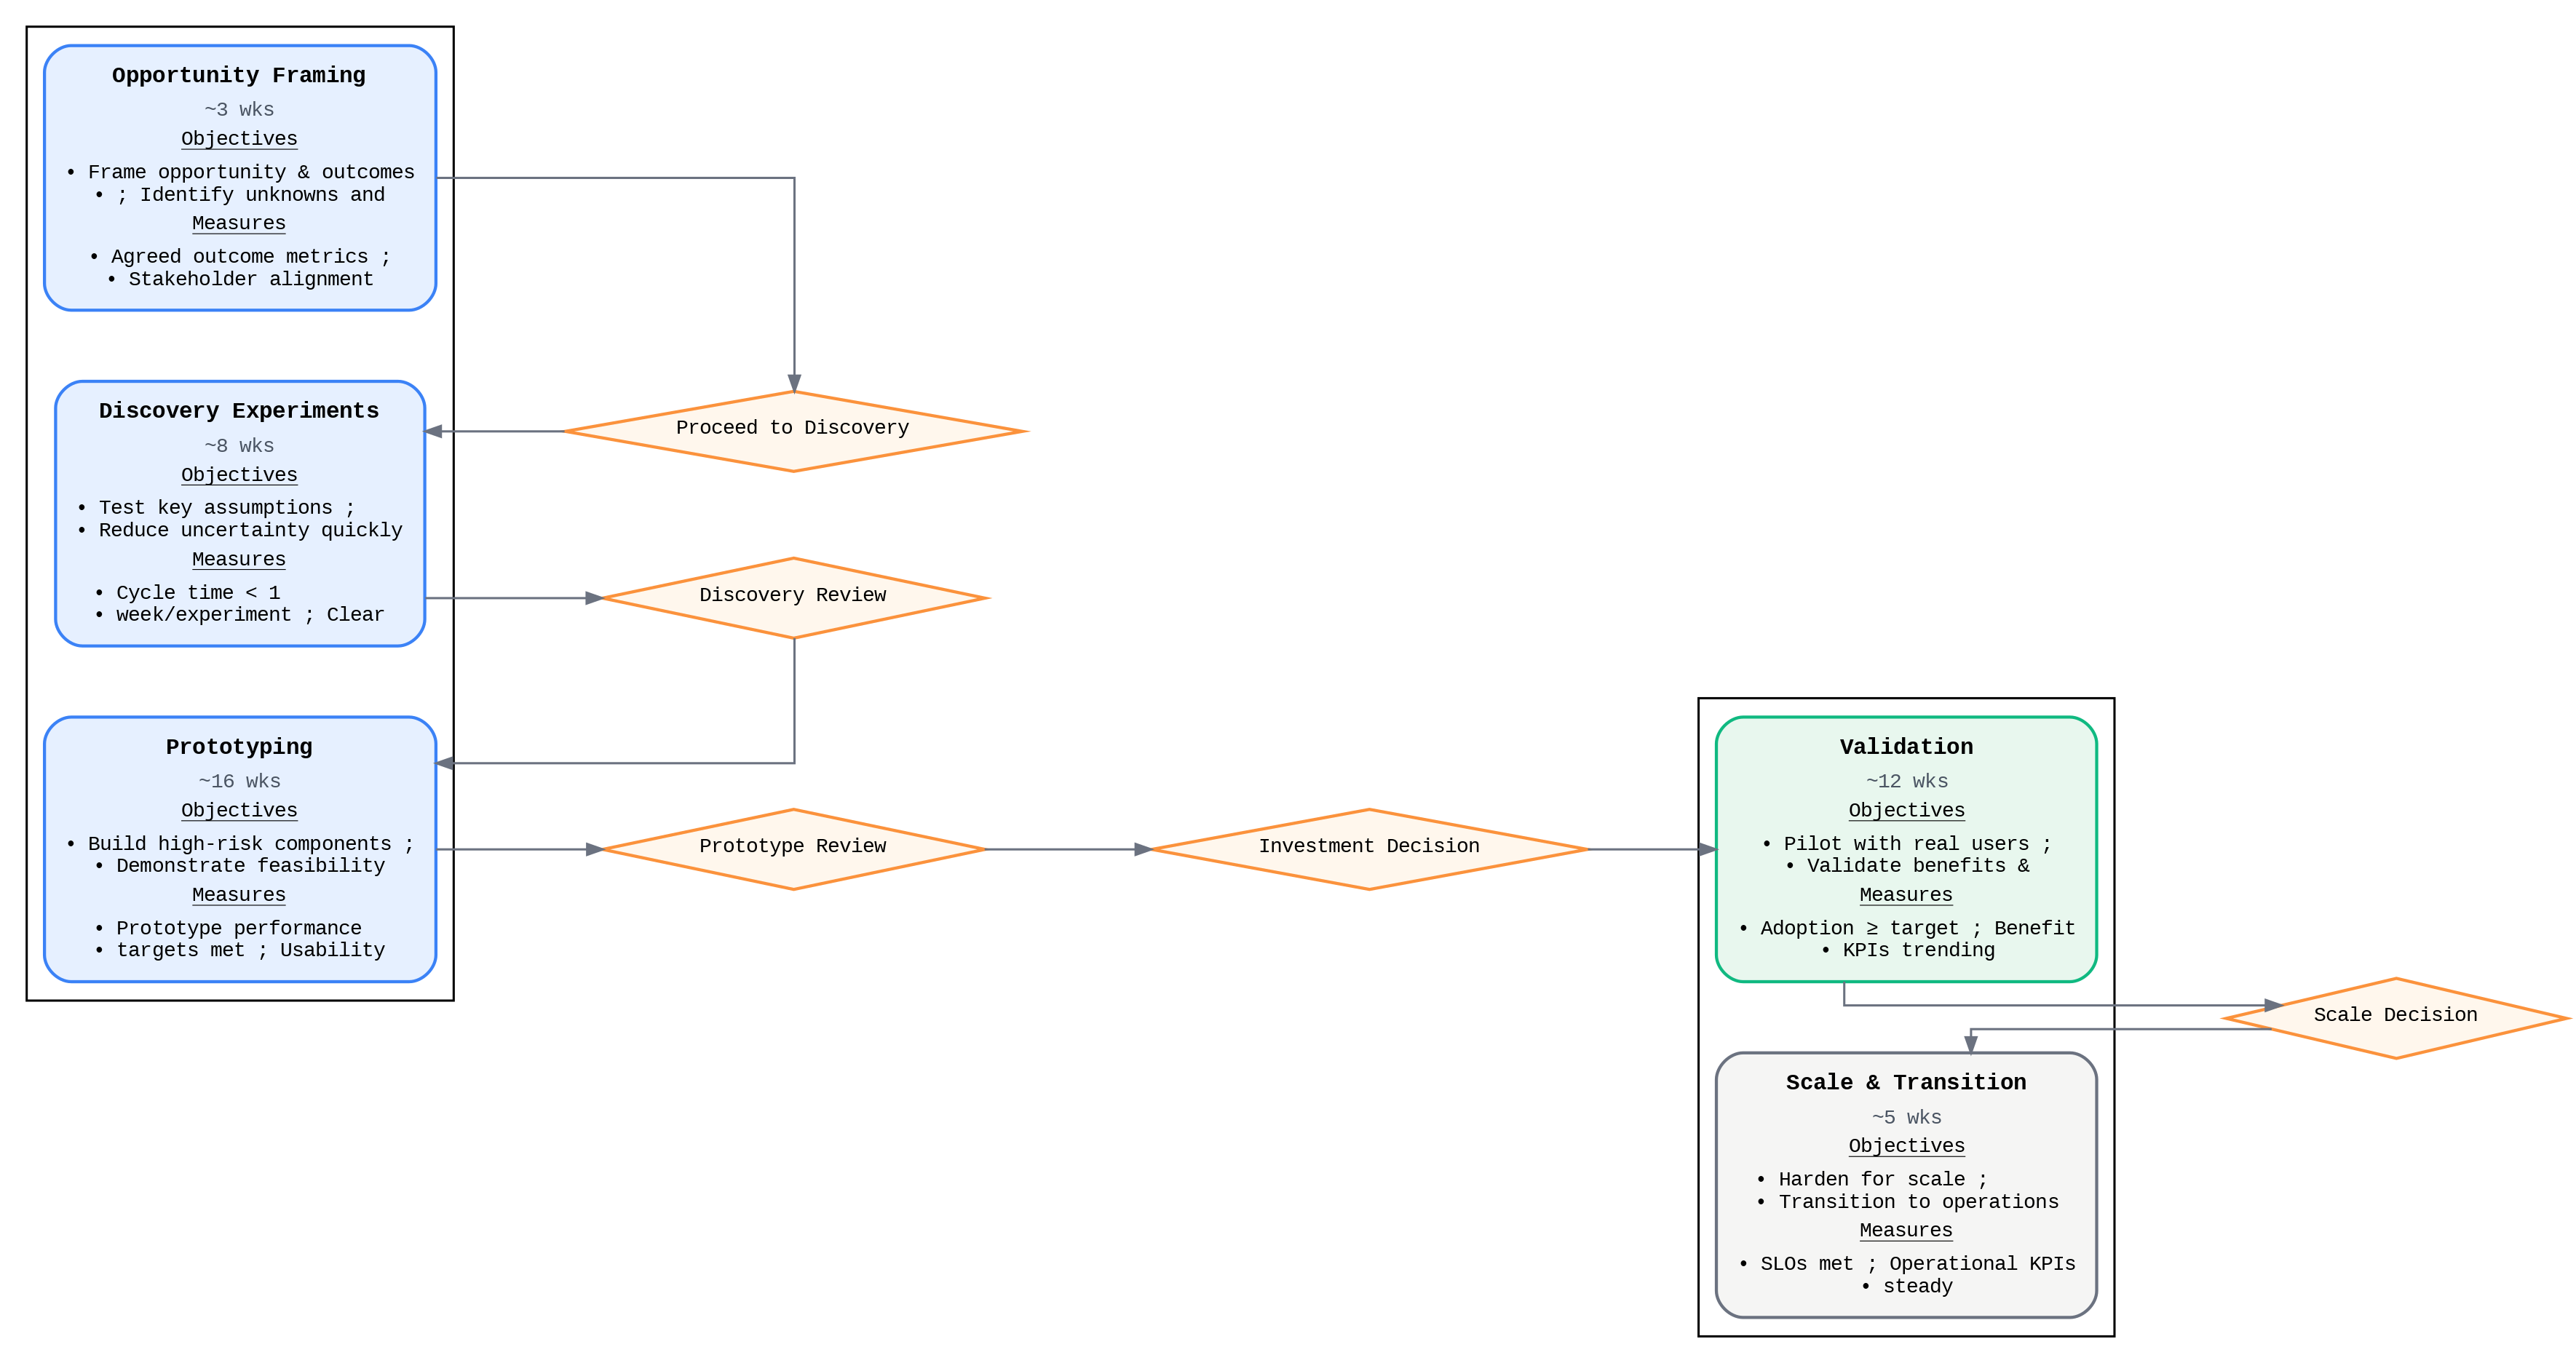 Opportunity Framing
~3 wks
Objectives
• Frame opportunity & outcomes
• ; Identify unknowns and
Measures
• Agreed outcome metrics ;
• Stakeholder alignment
Proceed to Discovery
Discovery Experiments
~8 wks
Objectives
• Test key assumptions ;
• Reduce uncertainty quickly
Measures
• Cycle time < 1
• week/experiment ; Clear
Discovery Review
Prototyping
~16 wks
Objectives
• Build high-risk components ;
• Demonstrate feasibility
Measures
• Prototype performance
• targets met ; Usability
Prototype Review
Investment Decision
Validation
~12 wks
Objectives
• Pilot with real users ;
• Validate benefits &
Measures
• Adoption ≥ target ; Benefit
• KPIs trending
Scale Decision
Scale & Transition
~5 wks
Objectives
• Harden for scale ;
• Transition to operations
Measures
• SLOs met ; Operational KPIs
• steady